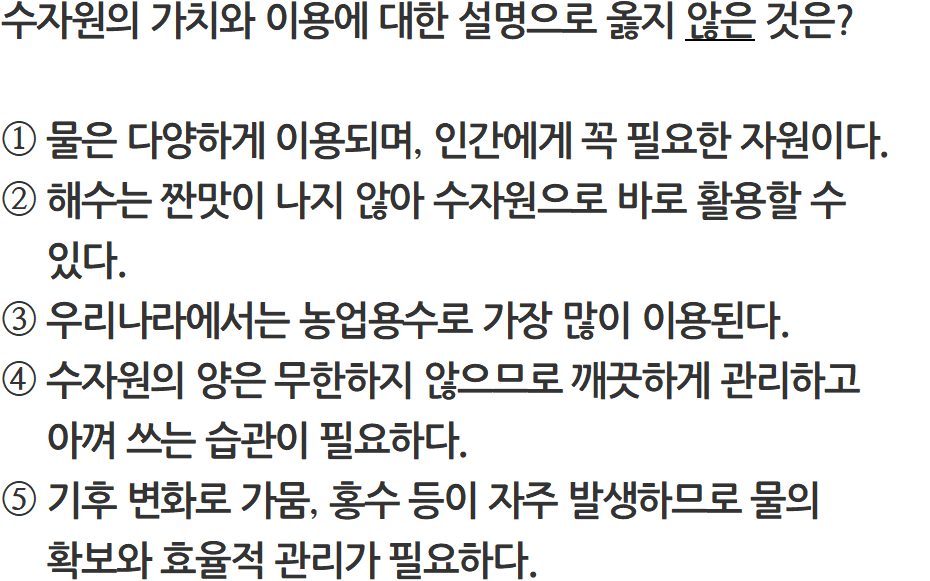 수자원의 가치와 이용에 대한 설명으로 옳지 않은 것은?
① 물은 다양하게 이용되며, 인간에게 꼭 필요한 자원이다.
② 해수는 짠맛이 나지 않아 수자원으로 바로 활용할 수
있다.
③ 우리나라에서는 농업용수로 가장 많이 이용된다.
④ 수자원의 양은 무한하지 않으므로 깨끗하게 관리하고
아껴 쓰는 습관이 필요하다.
⑤ 기후 변화로 가뭄, 홍수 등이 자주 발생하므로 물의
확보와 효율적 관리가 필요하다.